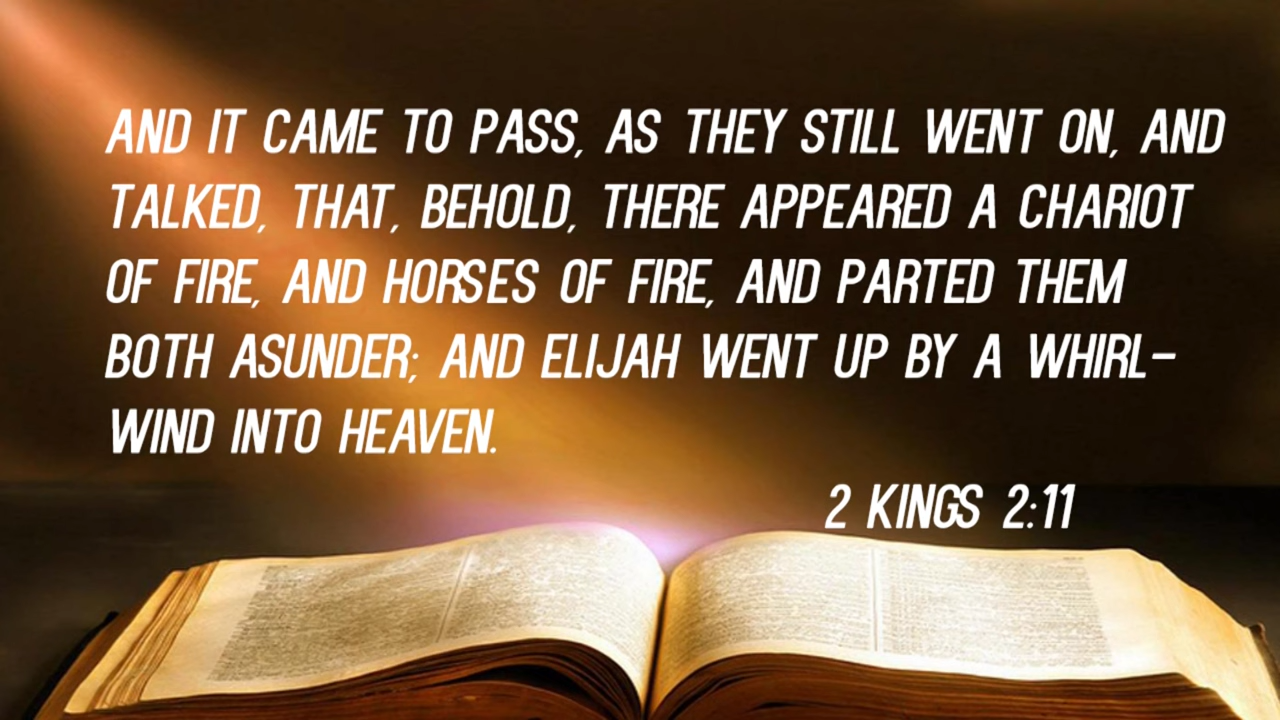 AND IT CAME TO PASS, AS THEY STILL WENT ON, AND
TALKED, THAT, BEHOLD, THERE APPEARED A CHARIOT
OF FIRE, AND HORSES OF FIRE, AND PARTED THEM
BOTH ASUNDER; AND ELIJAH WENT UP BY A WHIRL-
WIND INTO HEAVEN.
2 KINGS 2:11